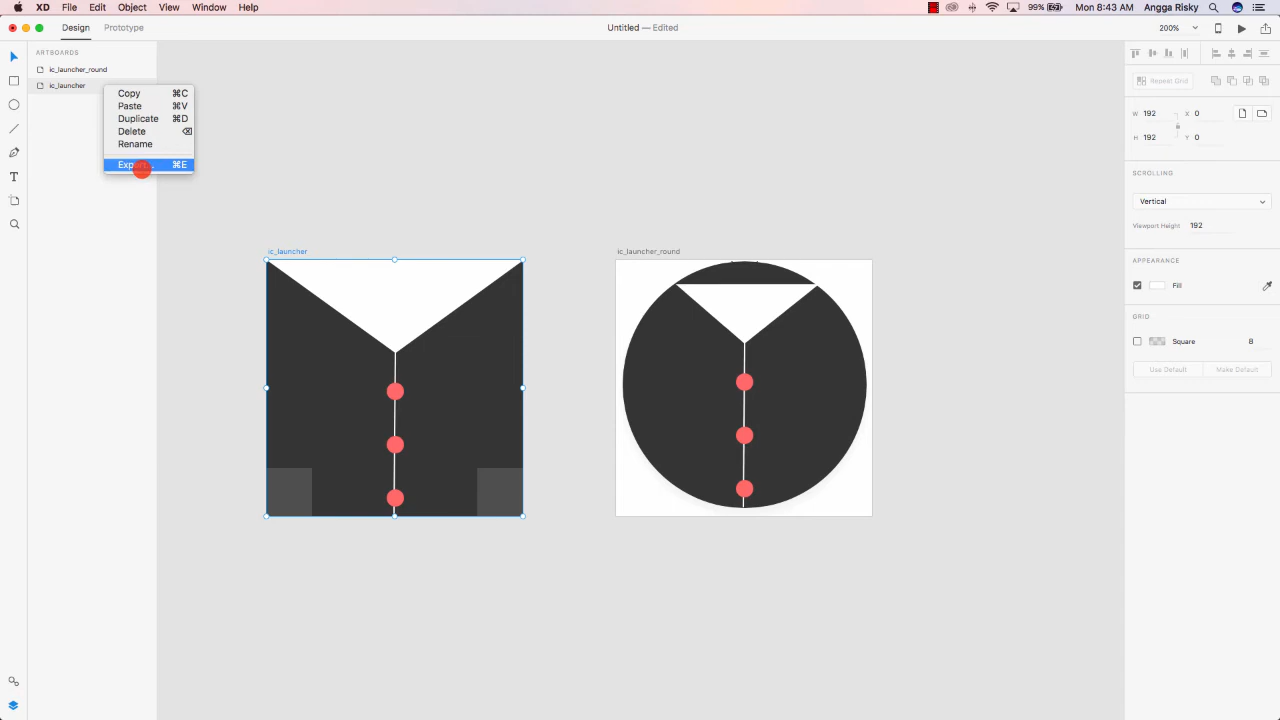 XD File Edit Object View Window Help 99% Mon 8:43 AM Angga Risky
Design Prototype Untitled — Edited 200%
ARTBOARDS
ic_launcher_round
ic_launcher
Copy ⌘C
Paste ⌘V
Duplicate ⌘D
Delete ⌫
Rename
⌘E
ic_launcher
ic_launcher_round
Repeat Grid
W 192 X 0
H 192 Y 0
SCROLLING
Vertical
Viewport Height 192
APPEARANCE
Fill
GRID
Square 8
Use Default Make Default